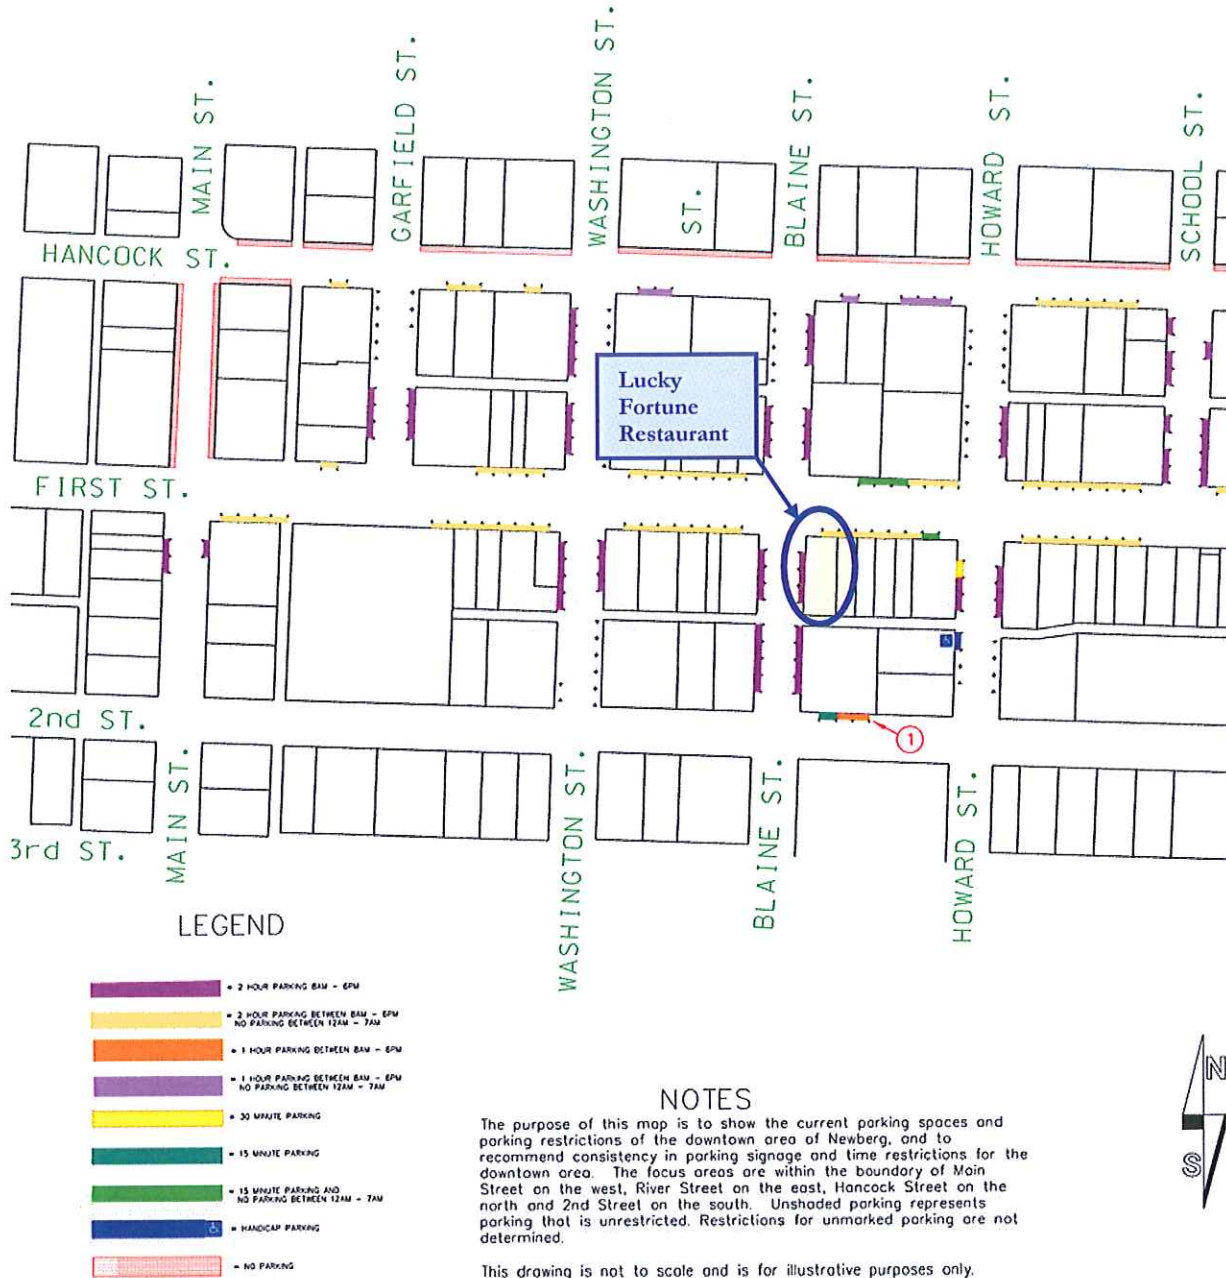 MAIN ST.
GARFIELD ST.
WASHINGTON ST.
ST.
BLAINE ST.
HOWARD ST.
SCHOOL ST.
HANCOCK ST.
Lucky
Fortune
Restaurant
FIRST ST.
2nd ST.
1
3rd ST.
MAIN ST.
WASHINGTON ST.
BLAINE ST.
HOWARD ST.
LEGEND
= 2 HOUR PARKING 8AM - 6PM
= 2 HOUR PARKING BETWEEN 8AM - 6PM
NO PARKING BETWEEN 12AM - 7AM
= 1 HOUR PARKING BETWEEN 8AM - 6PM
= 1 HOUR PARKING BETWEEN 8AM - 6PM
NO PARKING BETWEEN 12AM - 7AM
= 30 MINUTE PARKING
= 15 MINUTE PARKING
= 15 MINUTE PARKING AND
NO PARKING BETWEEN 12AM - 7AM
= HANDICAP PARKING
= NO PARKING
N
S
NOTES
The purpose of this map is to show the current parking spaces and
parking restrictions of the downtown area of Newberg, and to
recommend consistency in parking signage and time restrictions for the
downtown area. The focus areas are within the boundary of Main
Street on the west, River Street on the east, Hancock Street on the
north and 2nd Street on the south. Unshaded parking represents
parking that is unrestricted. Restrictions for unmarked parking are not
determined.
This drawing is not to scale and is for illustrative purposes only.